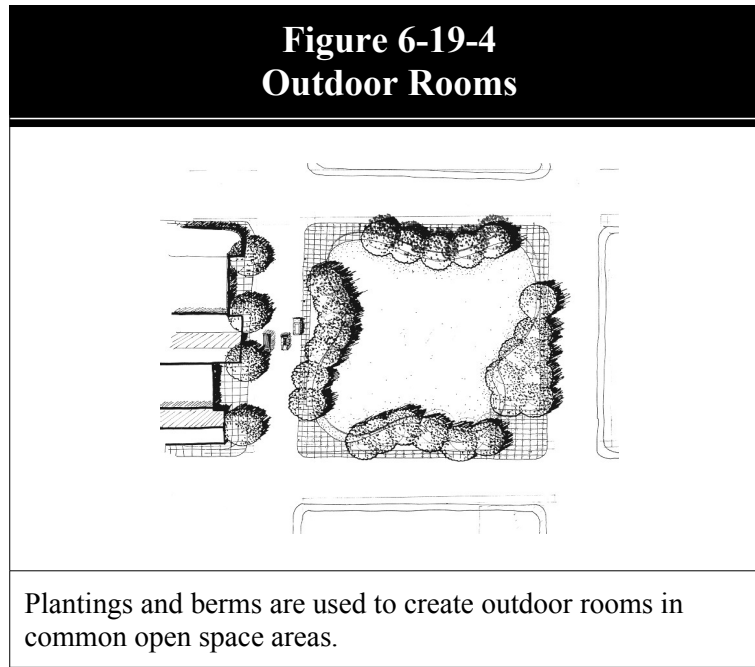 Figure 6-19-4
Outdoor Rooms
Plantings and berms are used to create outdoor rooms in
common open space areas.